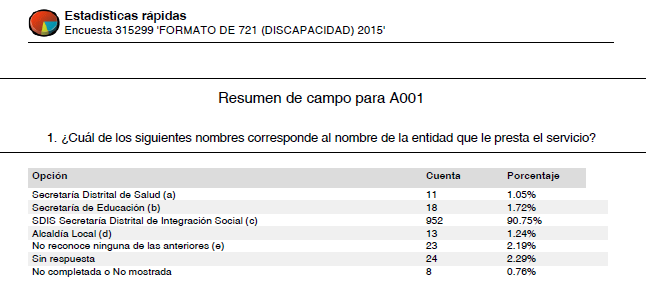 Estadísticas rápidas
Encuesta 315299 'FORMATO DE 721 (DISCAPACIDAD) 2015'
Resumen de campo para A001
1. ¿Cuál de los siguientes nombres corresponde al nombre de la entidad que le presta el servicio?
Opción Cuenta Porcentaje
Secretaría Distrital de Salud (a) 11 1.05%
Secretaría de Educación (b) 18 1.72%
SDIS Secretaría Distrital de Integración Social (c) 952 90.75%
Alcaldía Local (d) 13 1.24%
No reconoce ninguna de las anteriores (e) 23 2.19%
Sin respuesta 24 2.29%
No completada o No mostrada 8 0.76%